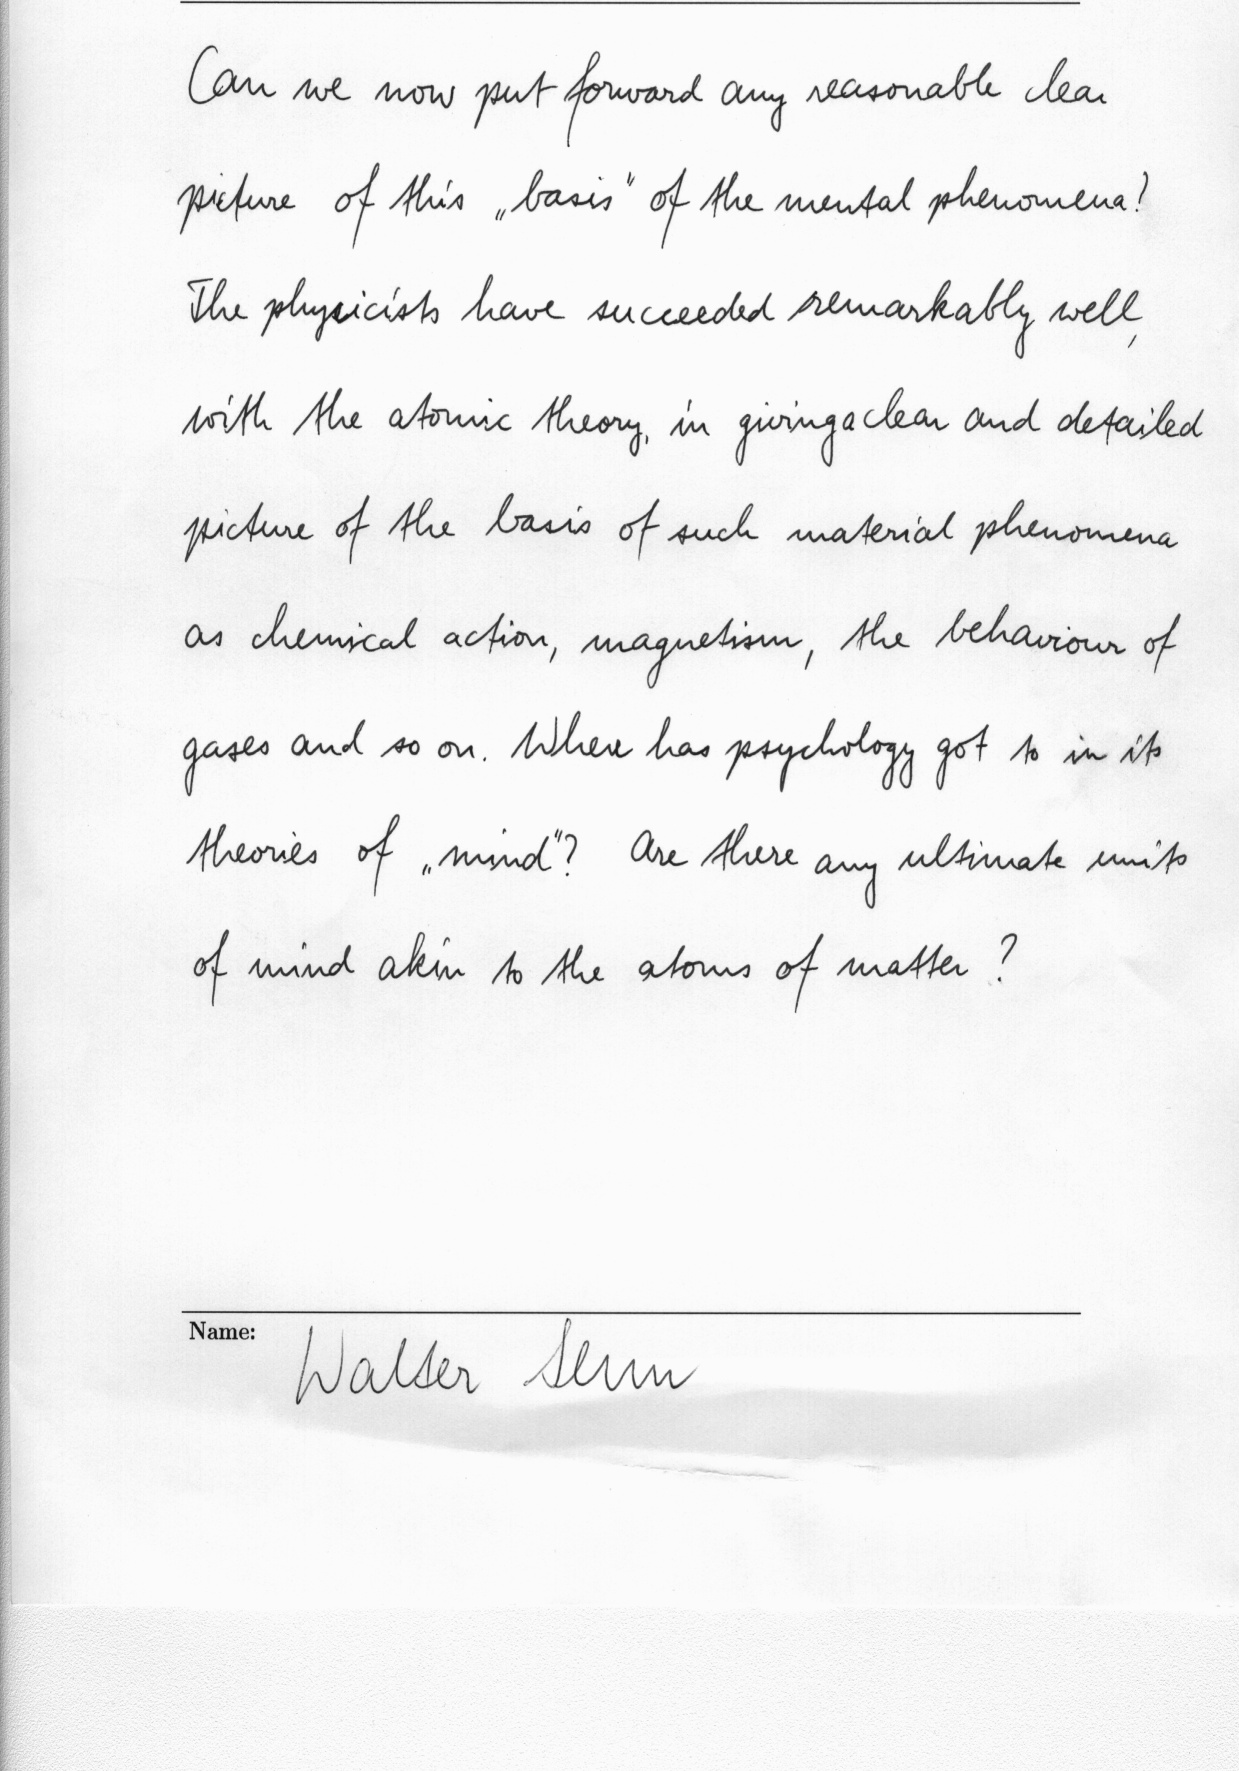 Can we now put forward any reasonable clear
picture of this „basis" of the mental phenomena?
The physicists have succeeded remarkably well,
with the atomic theory, in giving a clear and detailed
picture of the basis of such material phenomena
as chemical action, magnetism, the behaviour of
gases and so on. Where has psychology got to in its
theories of „mind"? Are there any ultimate units
of mind akin to the atoms of matter?
Name:
Walter Senn